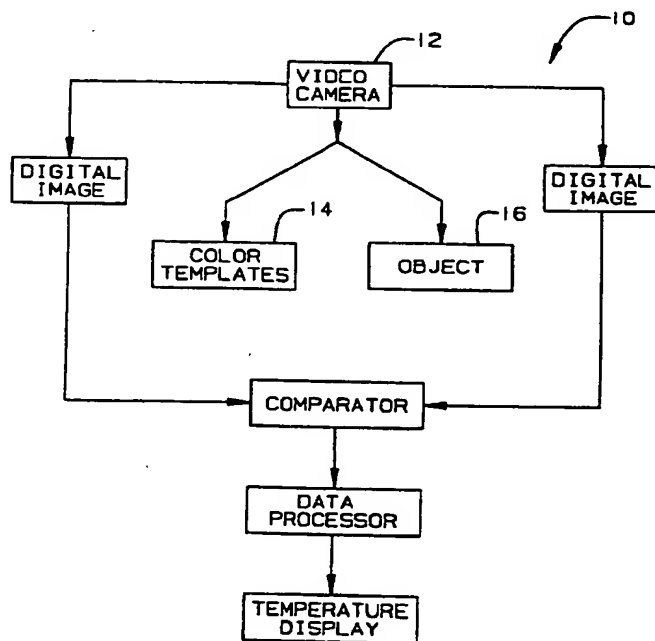 12
10
VIDEO
CAMERA
DIGITAL
IMAGE
DIGITAL
IMAGE
14
16
COLOR
TEMPLATES
OBJECT
COMPARATOR
DATA
PROCESSOR
TEMPERATURE
DISPLAY